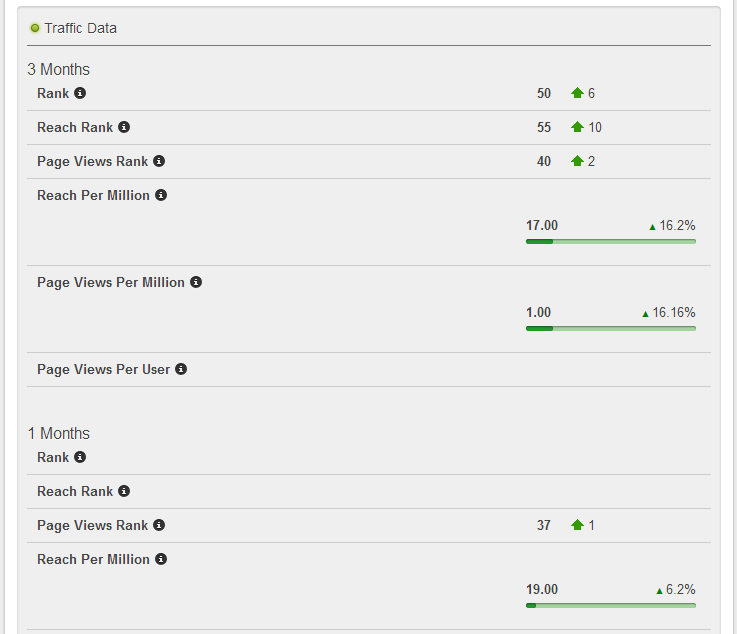 Traffic Data
3 Months
Rank
50 6
Reach Rank
55 10
Page Views Rank
40 2
Reach Per Million
17.00 ▲ 16.2%
Page Views Per Million
1.00 ▲ 16.16%
Page Views Per User
1 Months
Rank
Reach Rank
Page Views Rank
37 1
Reach Per Million
19.00 ▲ 6.2%